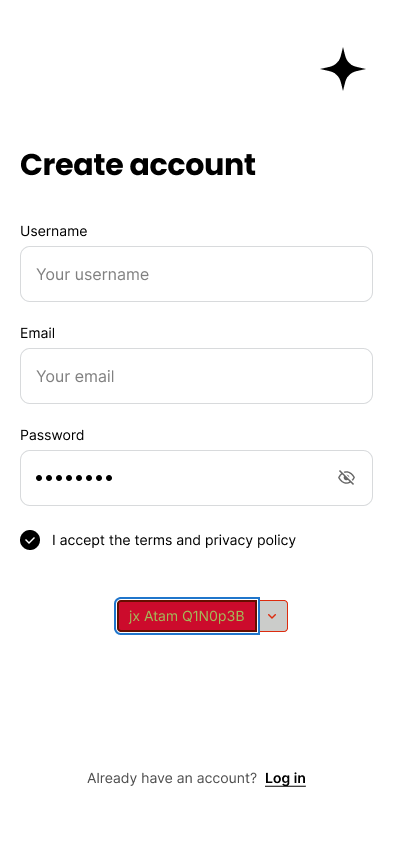 Create account
Username
Your username
Email
Your email
Password
I accept the terms and privacy policy
jx Atam Q1N0p3B
Already have an account? Log in